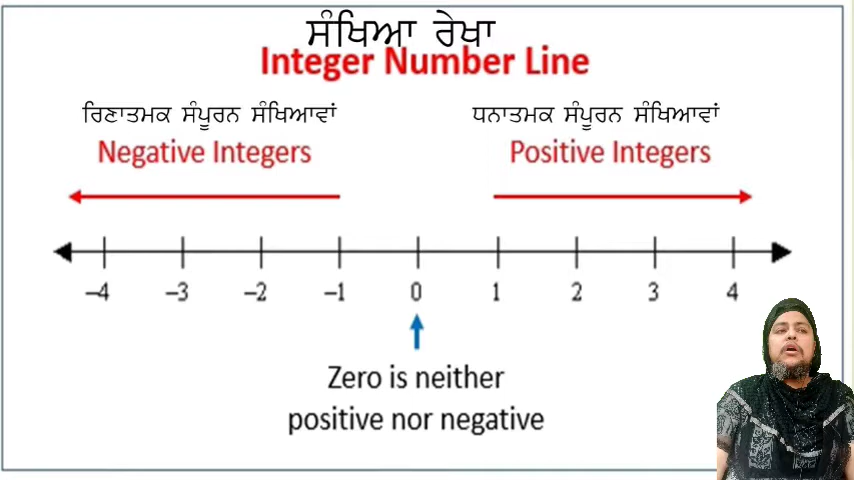 ਸੰਖਿਆ ਰੇਖਾ
Integer Number Line
ਰਿਣਾਤਮਕ ਸੰਪੂਰਨ ਸੰਖਿਆਵਾਂ
ਧਨਾਤਮਕ ਸੰਪੂਰਨ ਸੰਖਿਆਵਾਂ
Negative Integers
Positive Integers
–4 –3 –2 –1 0 1 2 3 4
Zero is neither
positive nor negative